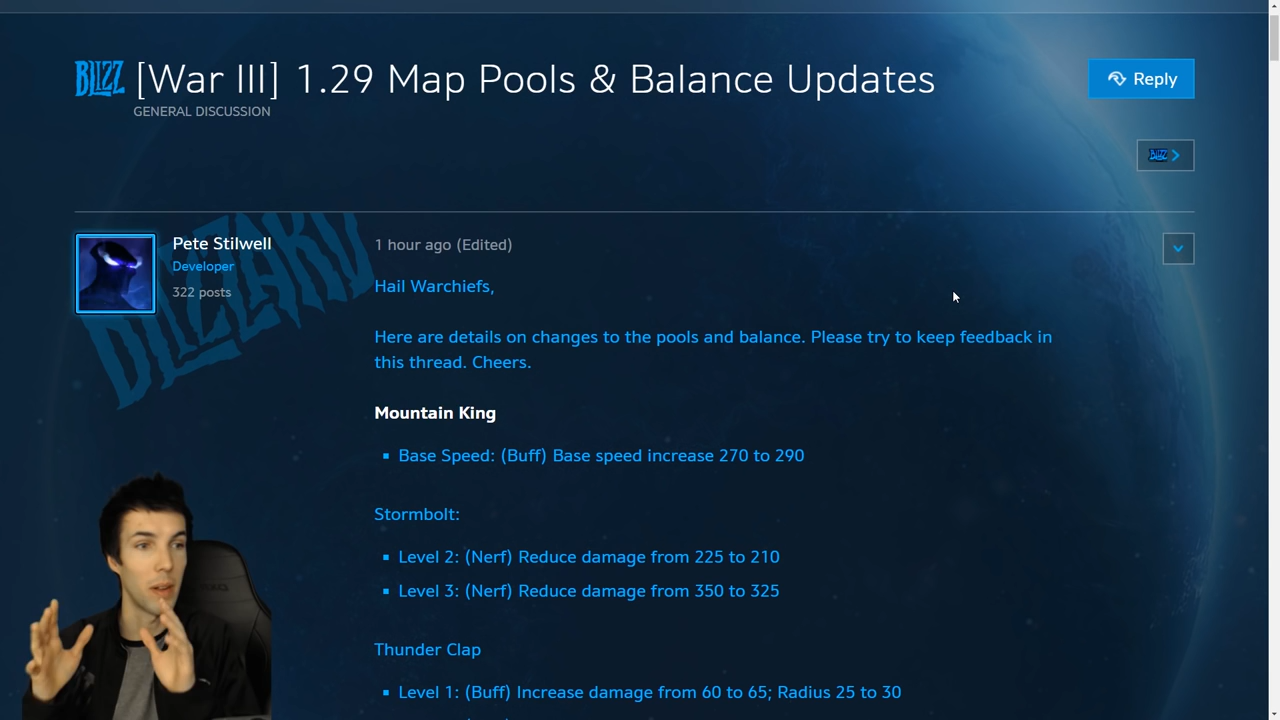 BLIZZ [War III] 1.29 Map Pools & Balance Updates
Reply
GENERAL DISCUSSION
BLIZZ
BLIZZARD
Pete Stilwell
Developer
322 posts
1 hour ago (Edited)
Hail Warchiefs,
Here are details on changes to the pools and balance. Please try to keep feedback in
this thread. Cheers.
Mountain King
▪ Base Speed: (Buff) Base speed increase 270 to 290
Stormbolt:
▪ Level 2: (Nerf) Reduce damage from 225 to 210
▪ Level 3: (Nerf) Reduce damage from 350 to 325
Thunder Clap
▪ Level 1: (Buff) Increase damage from 60 to 65; Radius 25 to 30